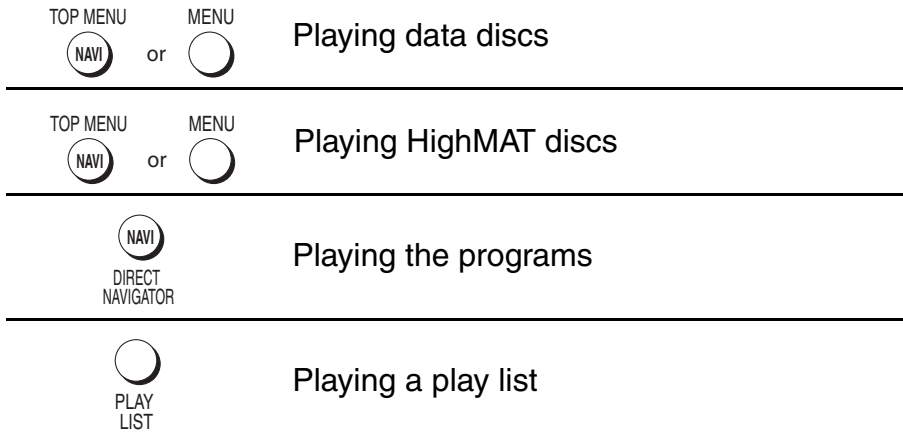 TOP MENU MENU
NAVI or Playing data discs
TOP MENU MENU
NAVI or Playing HighMAT discs
NAVI
DIRECT
NAVIGATOR
Playing the programs
PLAY
LIST
Playing a play list